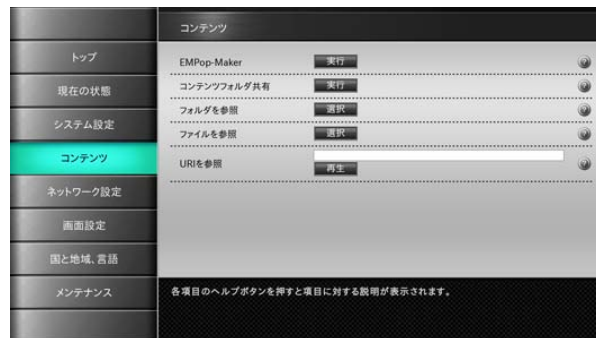 コンテンツ
トップ
現在の状態
システム設定
コンテンツ
ネットワーク設定
画面設定
国と地域、言語
メンテナンス
EMPop-Maker 実行
コンテンツフォルダ共有 実行
フォルダを参照 選択
ファイルを参照 選択
URIを参照
再生
各項目のヘルプボタンを押すと項目に対する説明が表示されます。